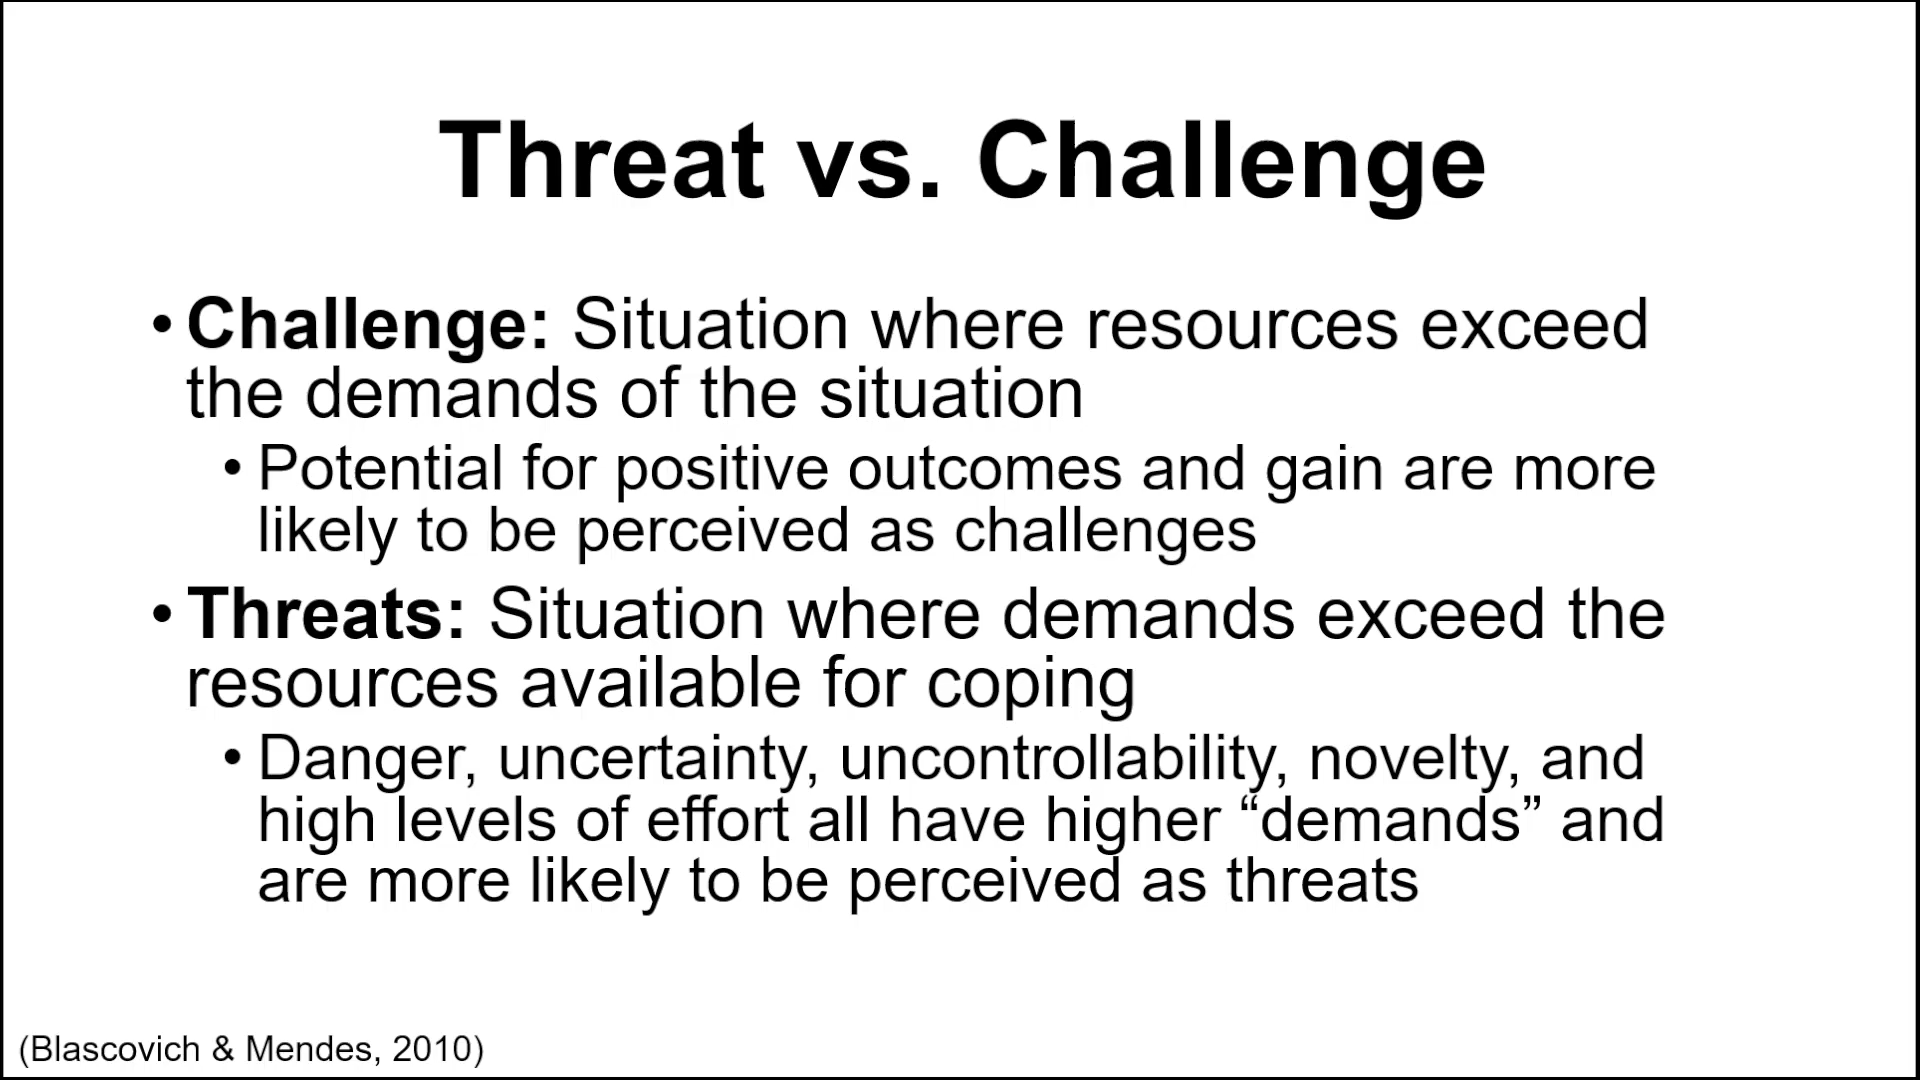 Threat vs. Challenge
• Challenge: Situation where resources exceed
the demands of the situation
• Potential for positive outcomes and gain are more
likely to be perceived as challenges
• Threats: Situation where demands exceed the
resources available for coping
• Danger, uncertainty, uncontrollability, novelty, and
high levels of effort all have higher “demands” and
are more likely to be perceived as threats
(Blascovich & Mendes, 2010)